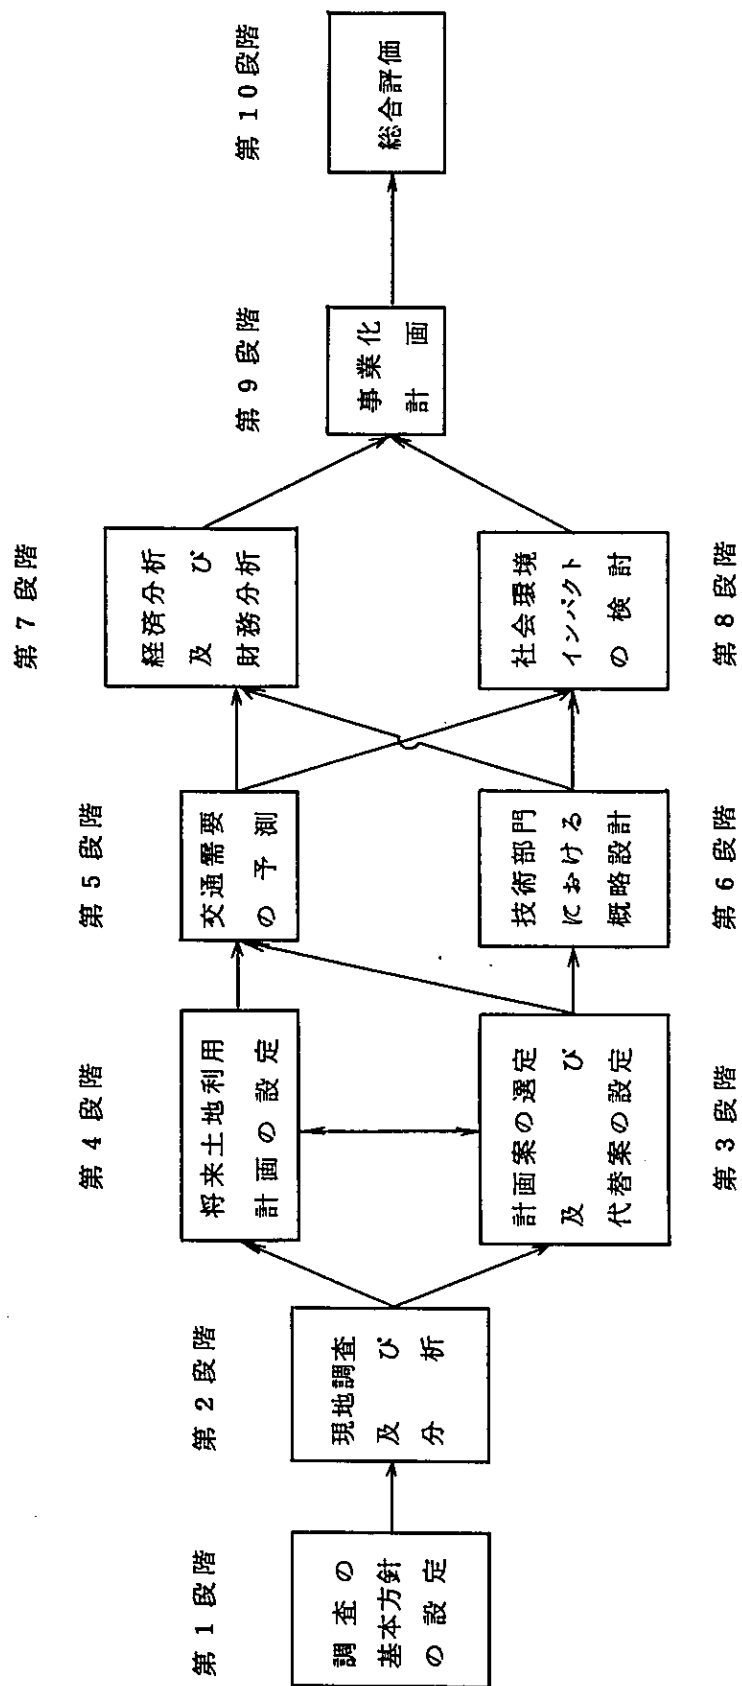 第1段階
調査の
基本方針
の設定
第2段階
現地調査
及び
分析
第4段階
将来土地利用
計画の設定
第3段階
計画案の選定
及び
代替案の設定
第5段階
交通需要
の予測
第6段階
技術部門
における
概略設計
第7段階
経済分析
及び
財務分析
第8段階
社会環境
インパクト
の検討
第9段階
事業化
計画
第10段階
総合評価